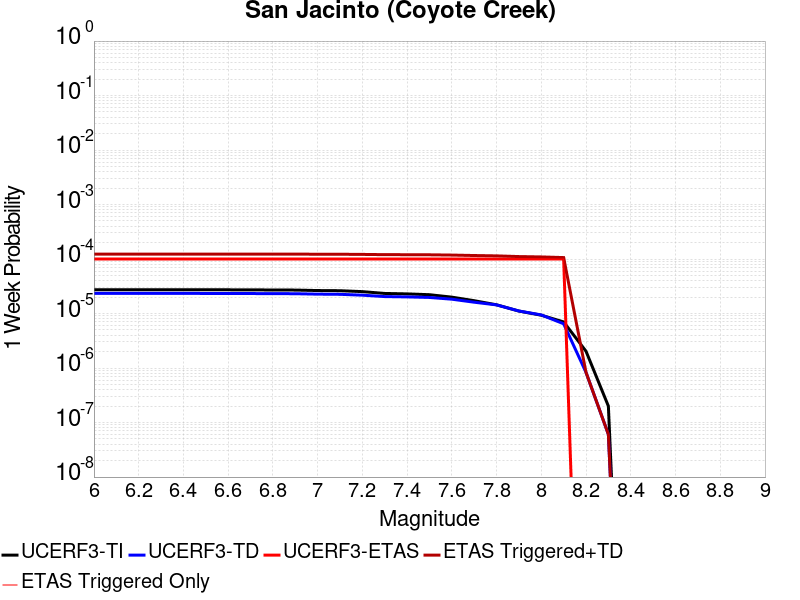 San Jacinto (Coyote Creek)
1 Week Probability
10^0
10^-1
10^-2
10^-3
10^-4
10^-5
10^-6
10^-7
10^-8
6 6.2 6.4 6.6 6.8 7 7.2 7.4 7.6 7.8 8 8.2 8.4 8.6 8.8 9
Magnitude
UCERF3-TI UCERF3-TD UCERF3-ETAS ETAS Triggered+TD
ETAS Triggered Only